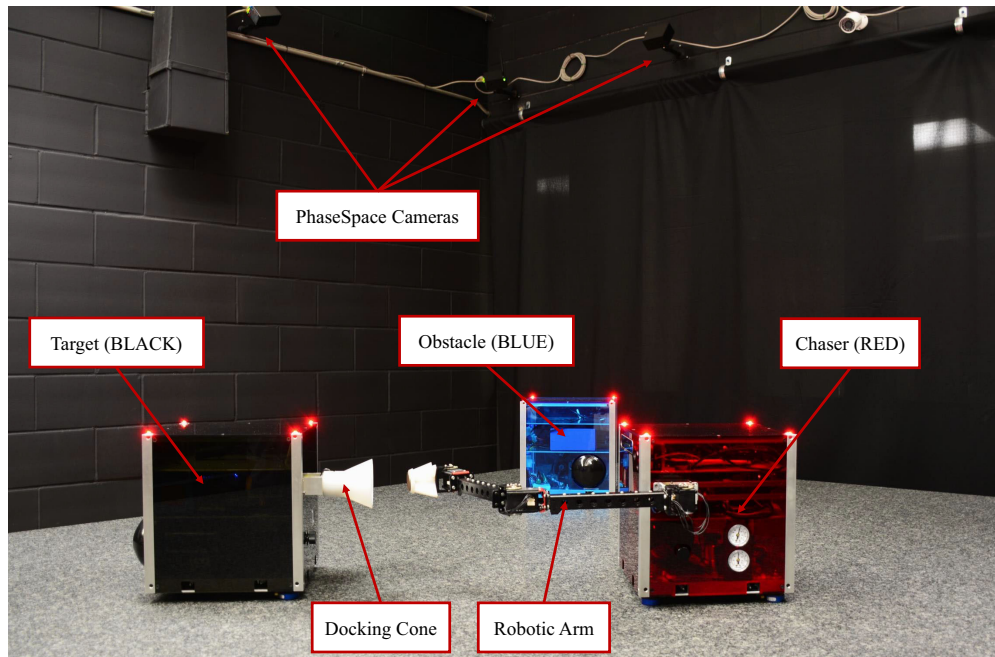 PhaseSpace Cameras
Target (BLACK)
Obstacle (BLUE)
Chaser (RED)
Docking Cone
Robotic Arm